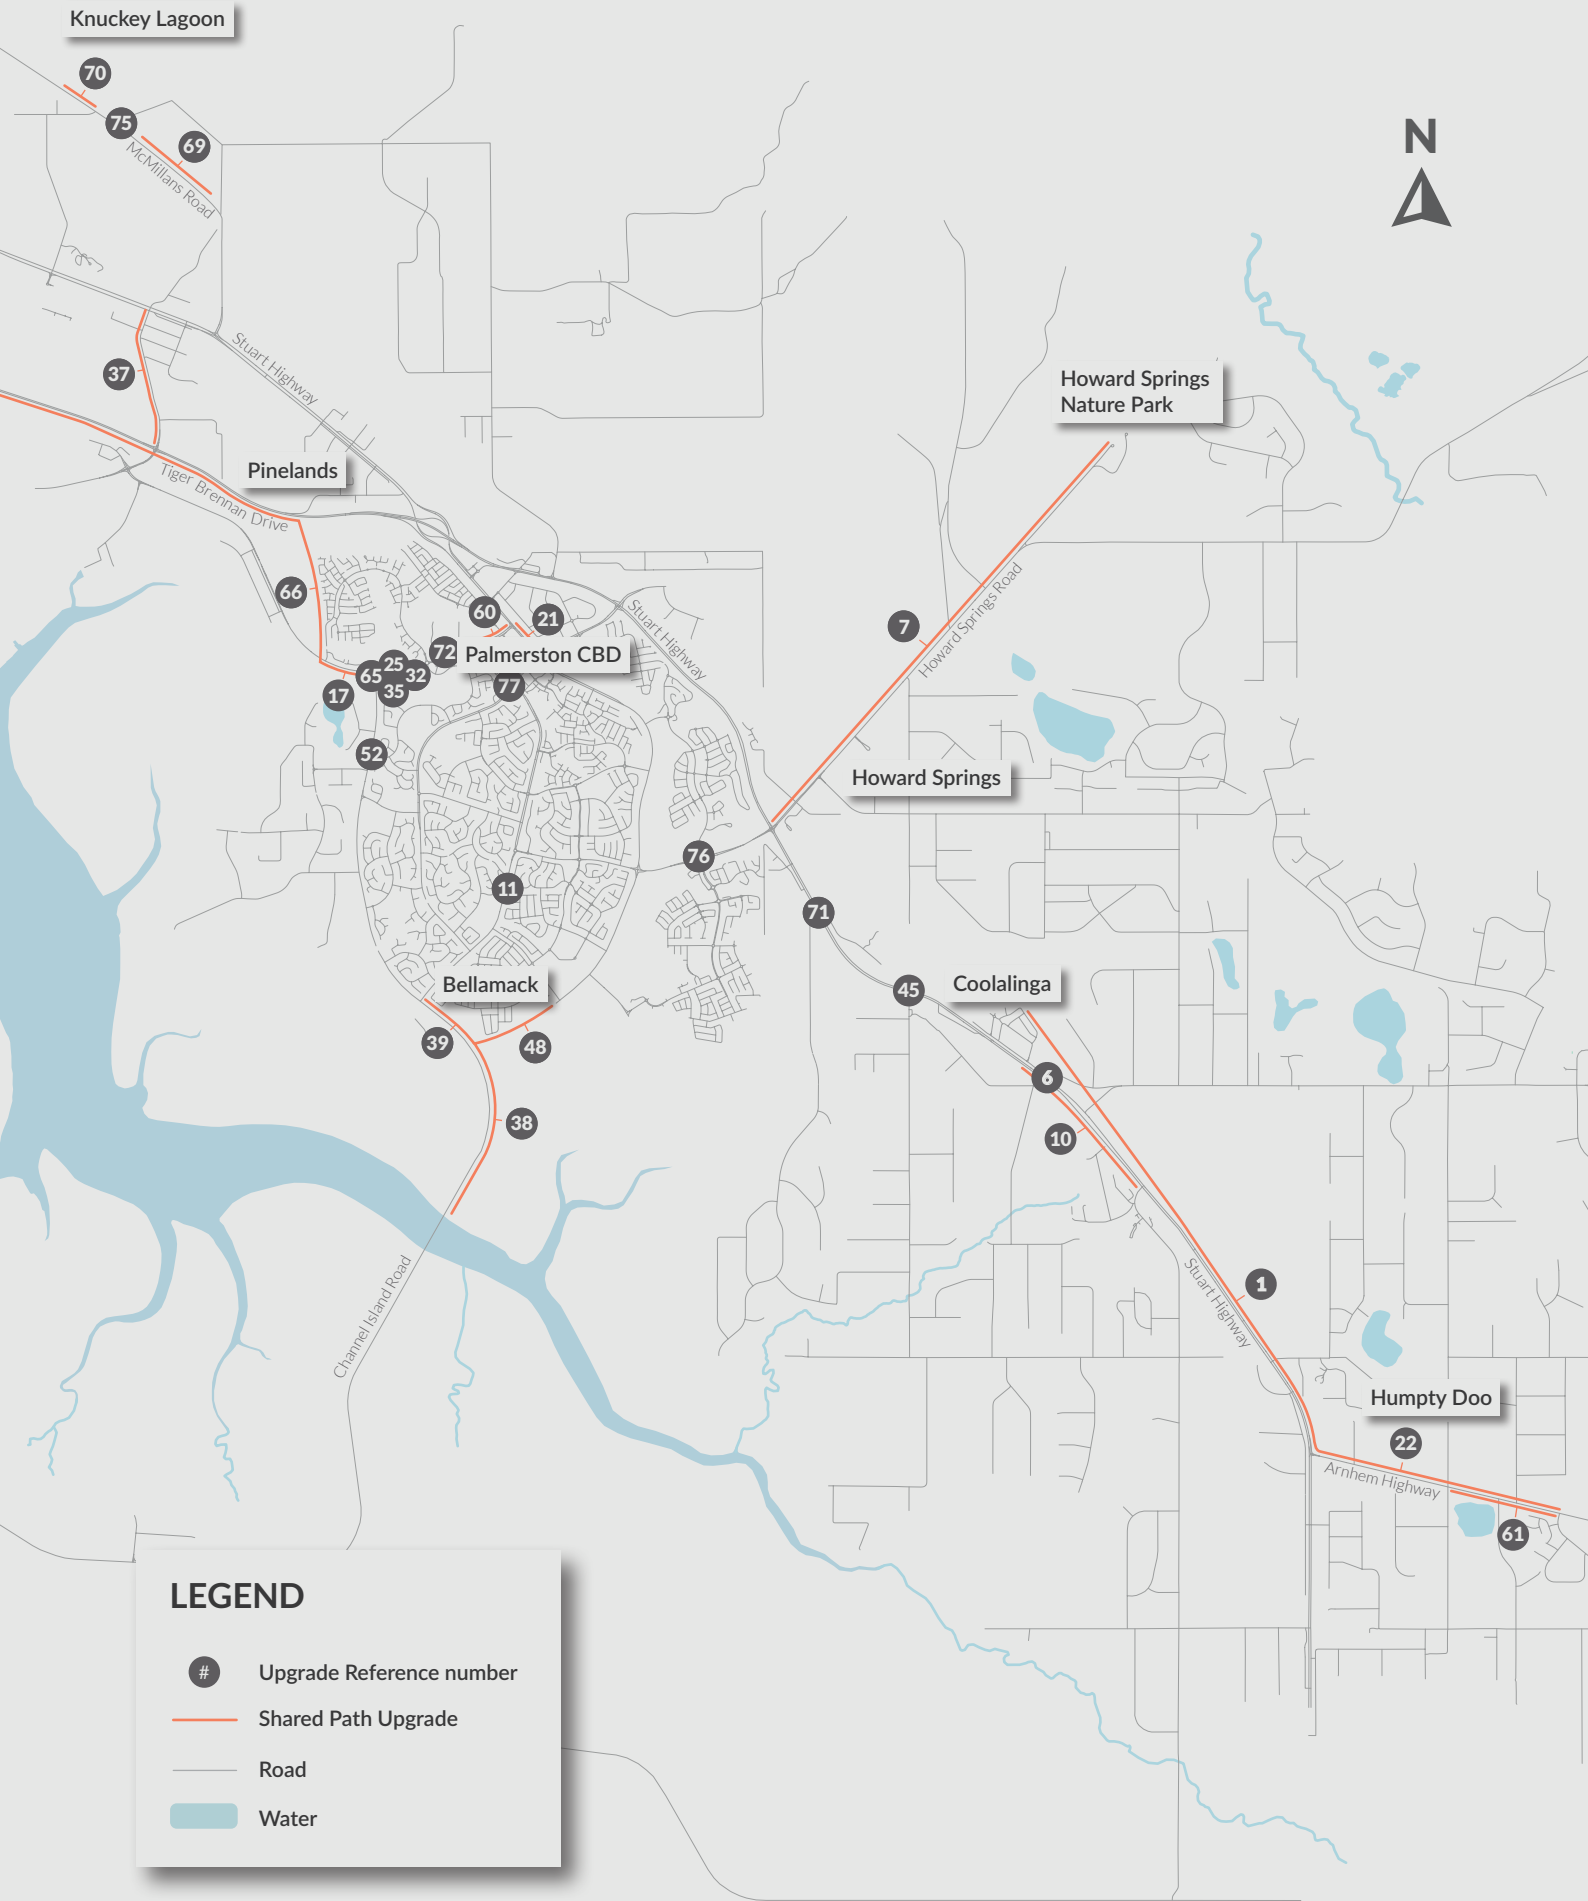 Knuckey Lagoon
70
75
69
McMillans Road
N
37
Stuart Highway
Howard Springs
Nature Park
Pinelands
Tiger Brennan Drive
66
60
21
Stuart Highway
7
Howard Springs Road
72
Palmerston CBD
25
65
32
35
17
77
52
Howard Springs
76
11
71
Bellamack
45
Coolalinga
39
48
6
38
10
Channel Island Road
Stuart Highway
1
Humpty Doo
22
Arnhem Highway
61
LEGEND
# Upgrade Reference number
Shared Path Upgrade
Road
Water